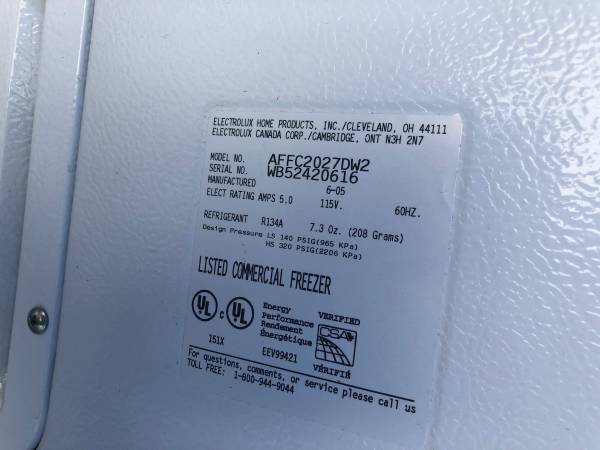 ELECTROLUX HOME PRODUCTS, INC./CLEVELAND, OH 44111
ELECTROLUX CANADA CORP./CAMBRIDGE, ONT N3H 2N7
MODEL NO. AFFC2027DW2
SERIAL NO. WB52420616
MANUFACTURED 6-05
ELECT RATING AMPS 5.0 115V. 60HZ.
REFRIGERANT R134A 7.3 Oz. (208 Grams)
Design Pressure LS 140 PSIG(965 KPa)
HS 320 PSIG(2206 KPa)
LISTED COMMERCIAL FREEZER
UL c UL
151X
Energy
Performance
Rendement
Énergétique
EEV99421
VERIFIED
CSA
VÉRIFIÉ
For questions, comments, or service please call us
TOLL FREE: 1-800-944-9044